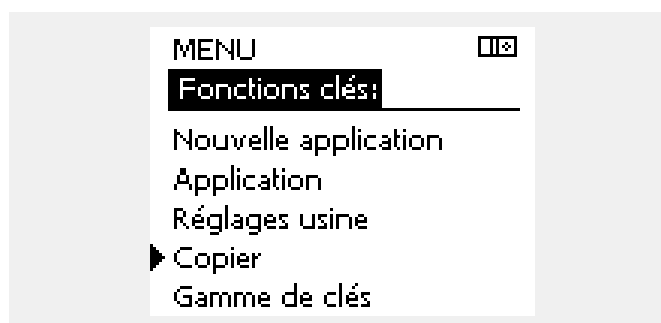 MENU
Fonctions clés:
Nouvelle application
Application
Réglages usine
Copier
Gamme de clés